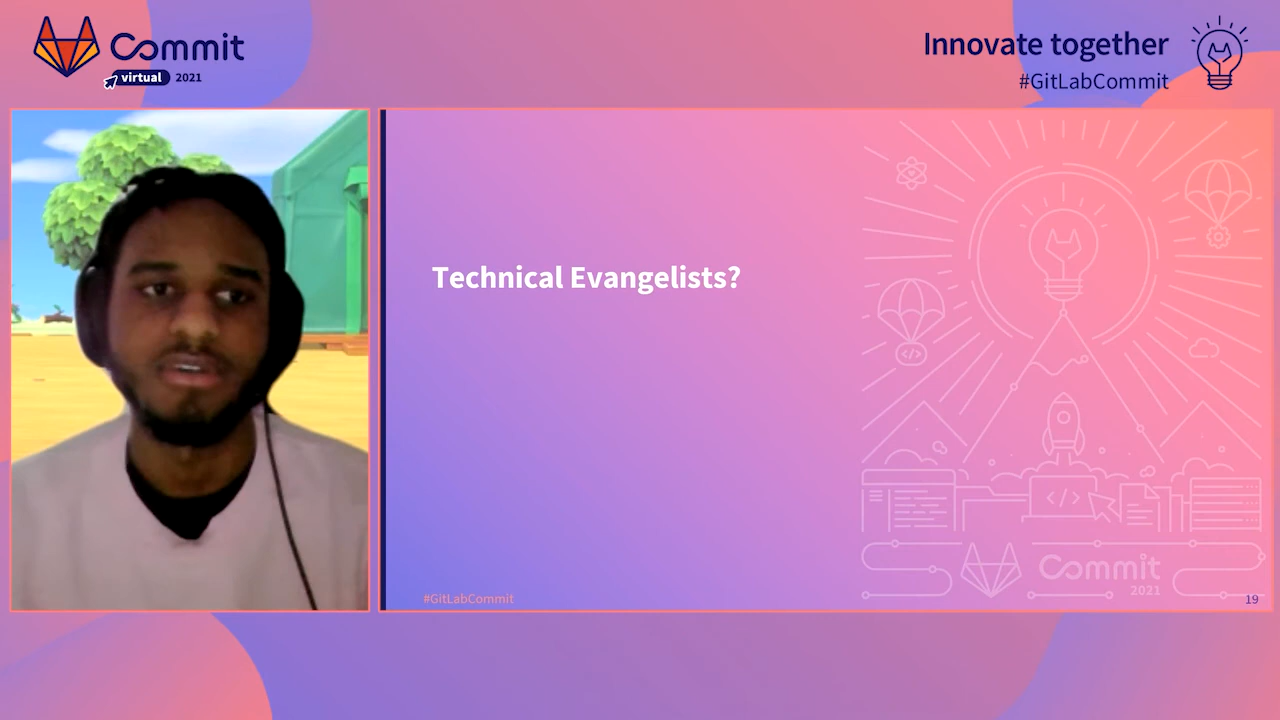 Commit
virtual 2021
Innovate together
#GitLabCommit
Technical Evangelists?
</>
</>
Commit
2021
#GitLabCommit
19